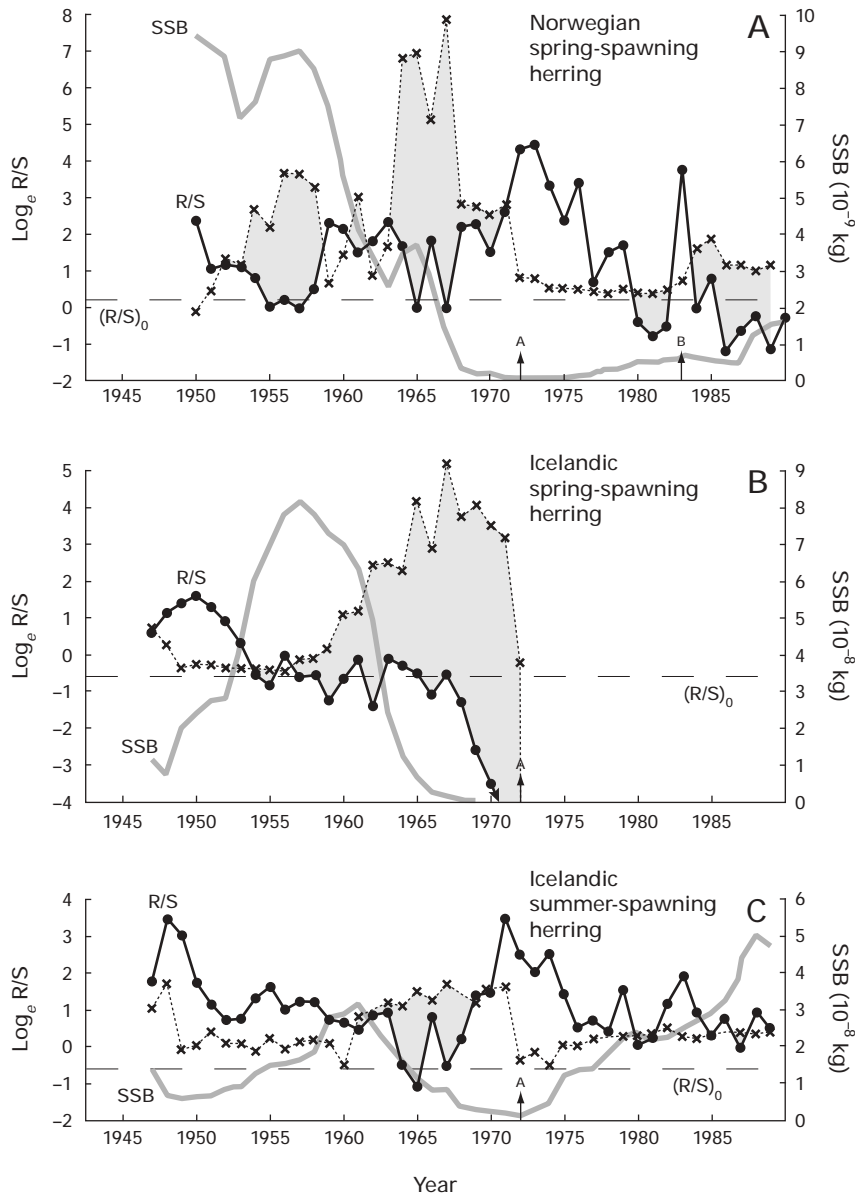 Norwegian
spring-spawning
herring
A
SSB
R/S
(R/S)0
A
B
8
7
6
5
4
3
2
1
0
−1
−2
Loge R/S
10
9
8
7
6
5
4
3
2
1
0
SSB (10−9 kg)
1945 1950 1955 1960 1965 1970 1975 1980 1985
Icelandic
spring-spawning
herring
B
R/S
SSB
(R/S)0
A
5
4
3
2
1
0
−1
−2
−3
−4
Loge R/S
9
8
7
6
5
4
3
2
1
0
SSB (10−8 kg)
1945 1950 1955 1960 1965 1970 1975 1980 1985
Icelandic
summer-spawning
herring
C
R/S
SSB
(R/S)0
A
4
3
2
1
0
−1
−2
Loge R/S
6
5
4
3
2
1
0
SSB (10−8 kg)
1945 1950 1955 1960 1965 1970 1975 1980 1985
Year